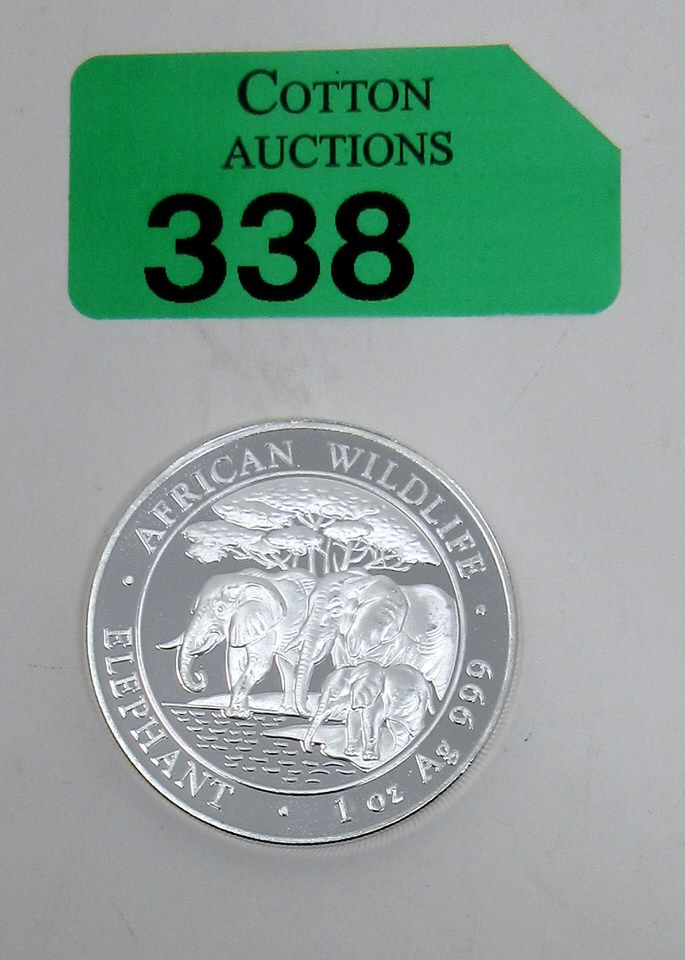 COTTON
AUCTIONS
338
AFRICAN WILDLIFE
ELEPHANT
1 oz Ag 999